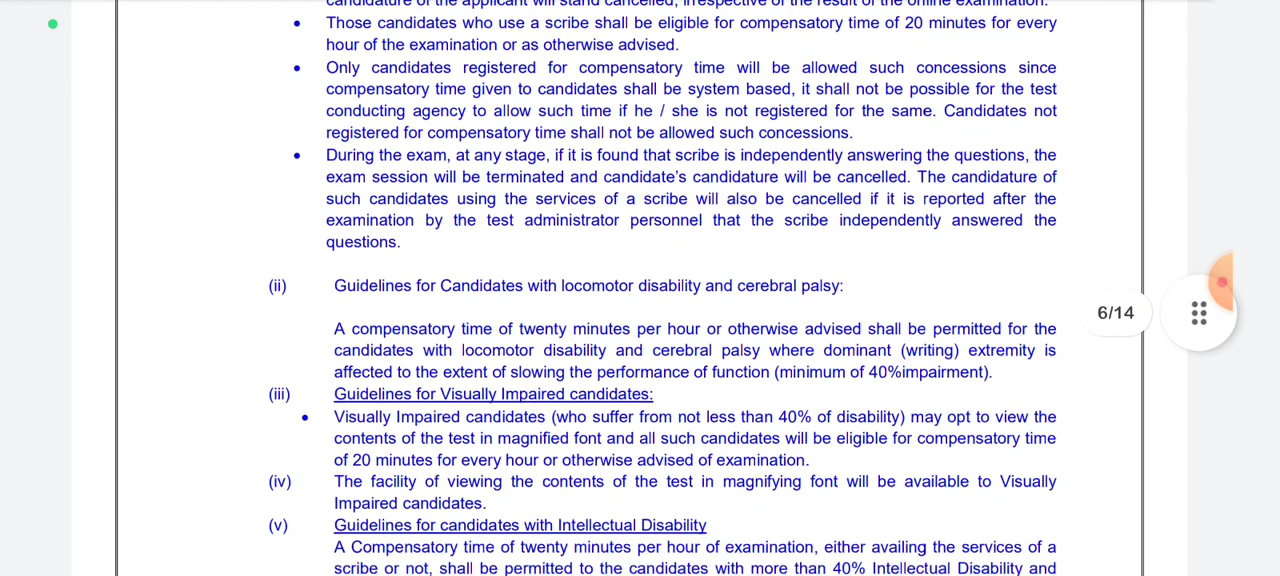 candidature of the applicant will stand cancelled, irrespective of the result of the online examination.
• Those candidates who use a scribe shall be eligible for compensatory time of 20 minutes for every
hour of the examination or as otherwise advised.
• Only candidates registered for compensatory time will be allowed such concessions since
compensatory time given to candidates shall be system based, it shall not be possible for the test
conducting agency to allow such time if he / she is not registered for the same. Candidates not
registered for compensatory time shall not be allowed such concessions.
• During the exam, at any stage, if it is found that scribe is independently answering the questions, the
exam session will be terminated and candidate's candidature will be cancelled. The candidature of
such candidates using the services of a scribe will also be cancelled if it is reported after the
examination by the test administrator personnel that the scribe independently answered the
questions.
(ii) Guidelines for Candidates with locomotor disability and cerebral palsy:
6/14
A compensatory time of twenty minutes per hour or otherwise advised shall be permitted for the
candidates with locomotor disability and cerebral palsy where dominant (writing) extremity is
affected to the extent of slowing the performance of function (minimum of 40%impairment).
(iii) Guidelines for Visually Impaired candidates:
• Visually Impaired candidates (who suffer from not less than 40% of disability) may opt to view the
contents of the test in magnified font and all such candidates will be eligible for compensatory time
of 20 minutes for every hour or otherwise advised of examination.
(iv) The facility of viewing the contents of the test in magnifying font will be available to Visually
Impaired candidates.
(v) Guidelines for candidates with Intellectual Disability
A Compensatory time of twenty minutes per hour of examination, either availing the services of a
scribe or not, shall be permitted to the candidates with more than 40% Intellectual Disability and